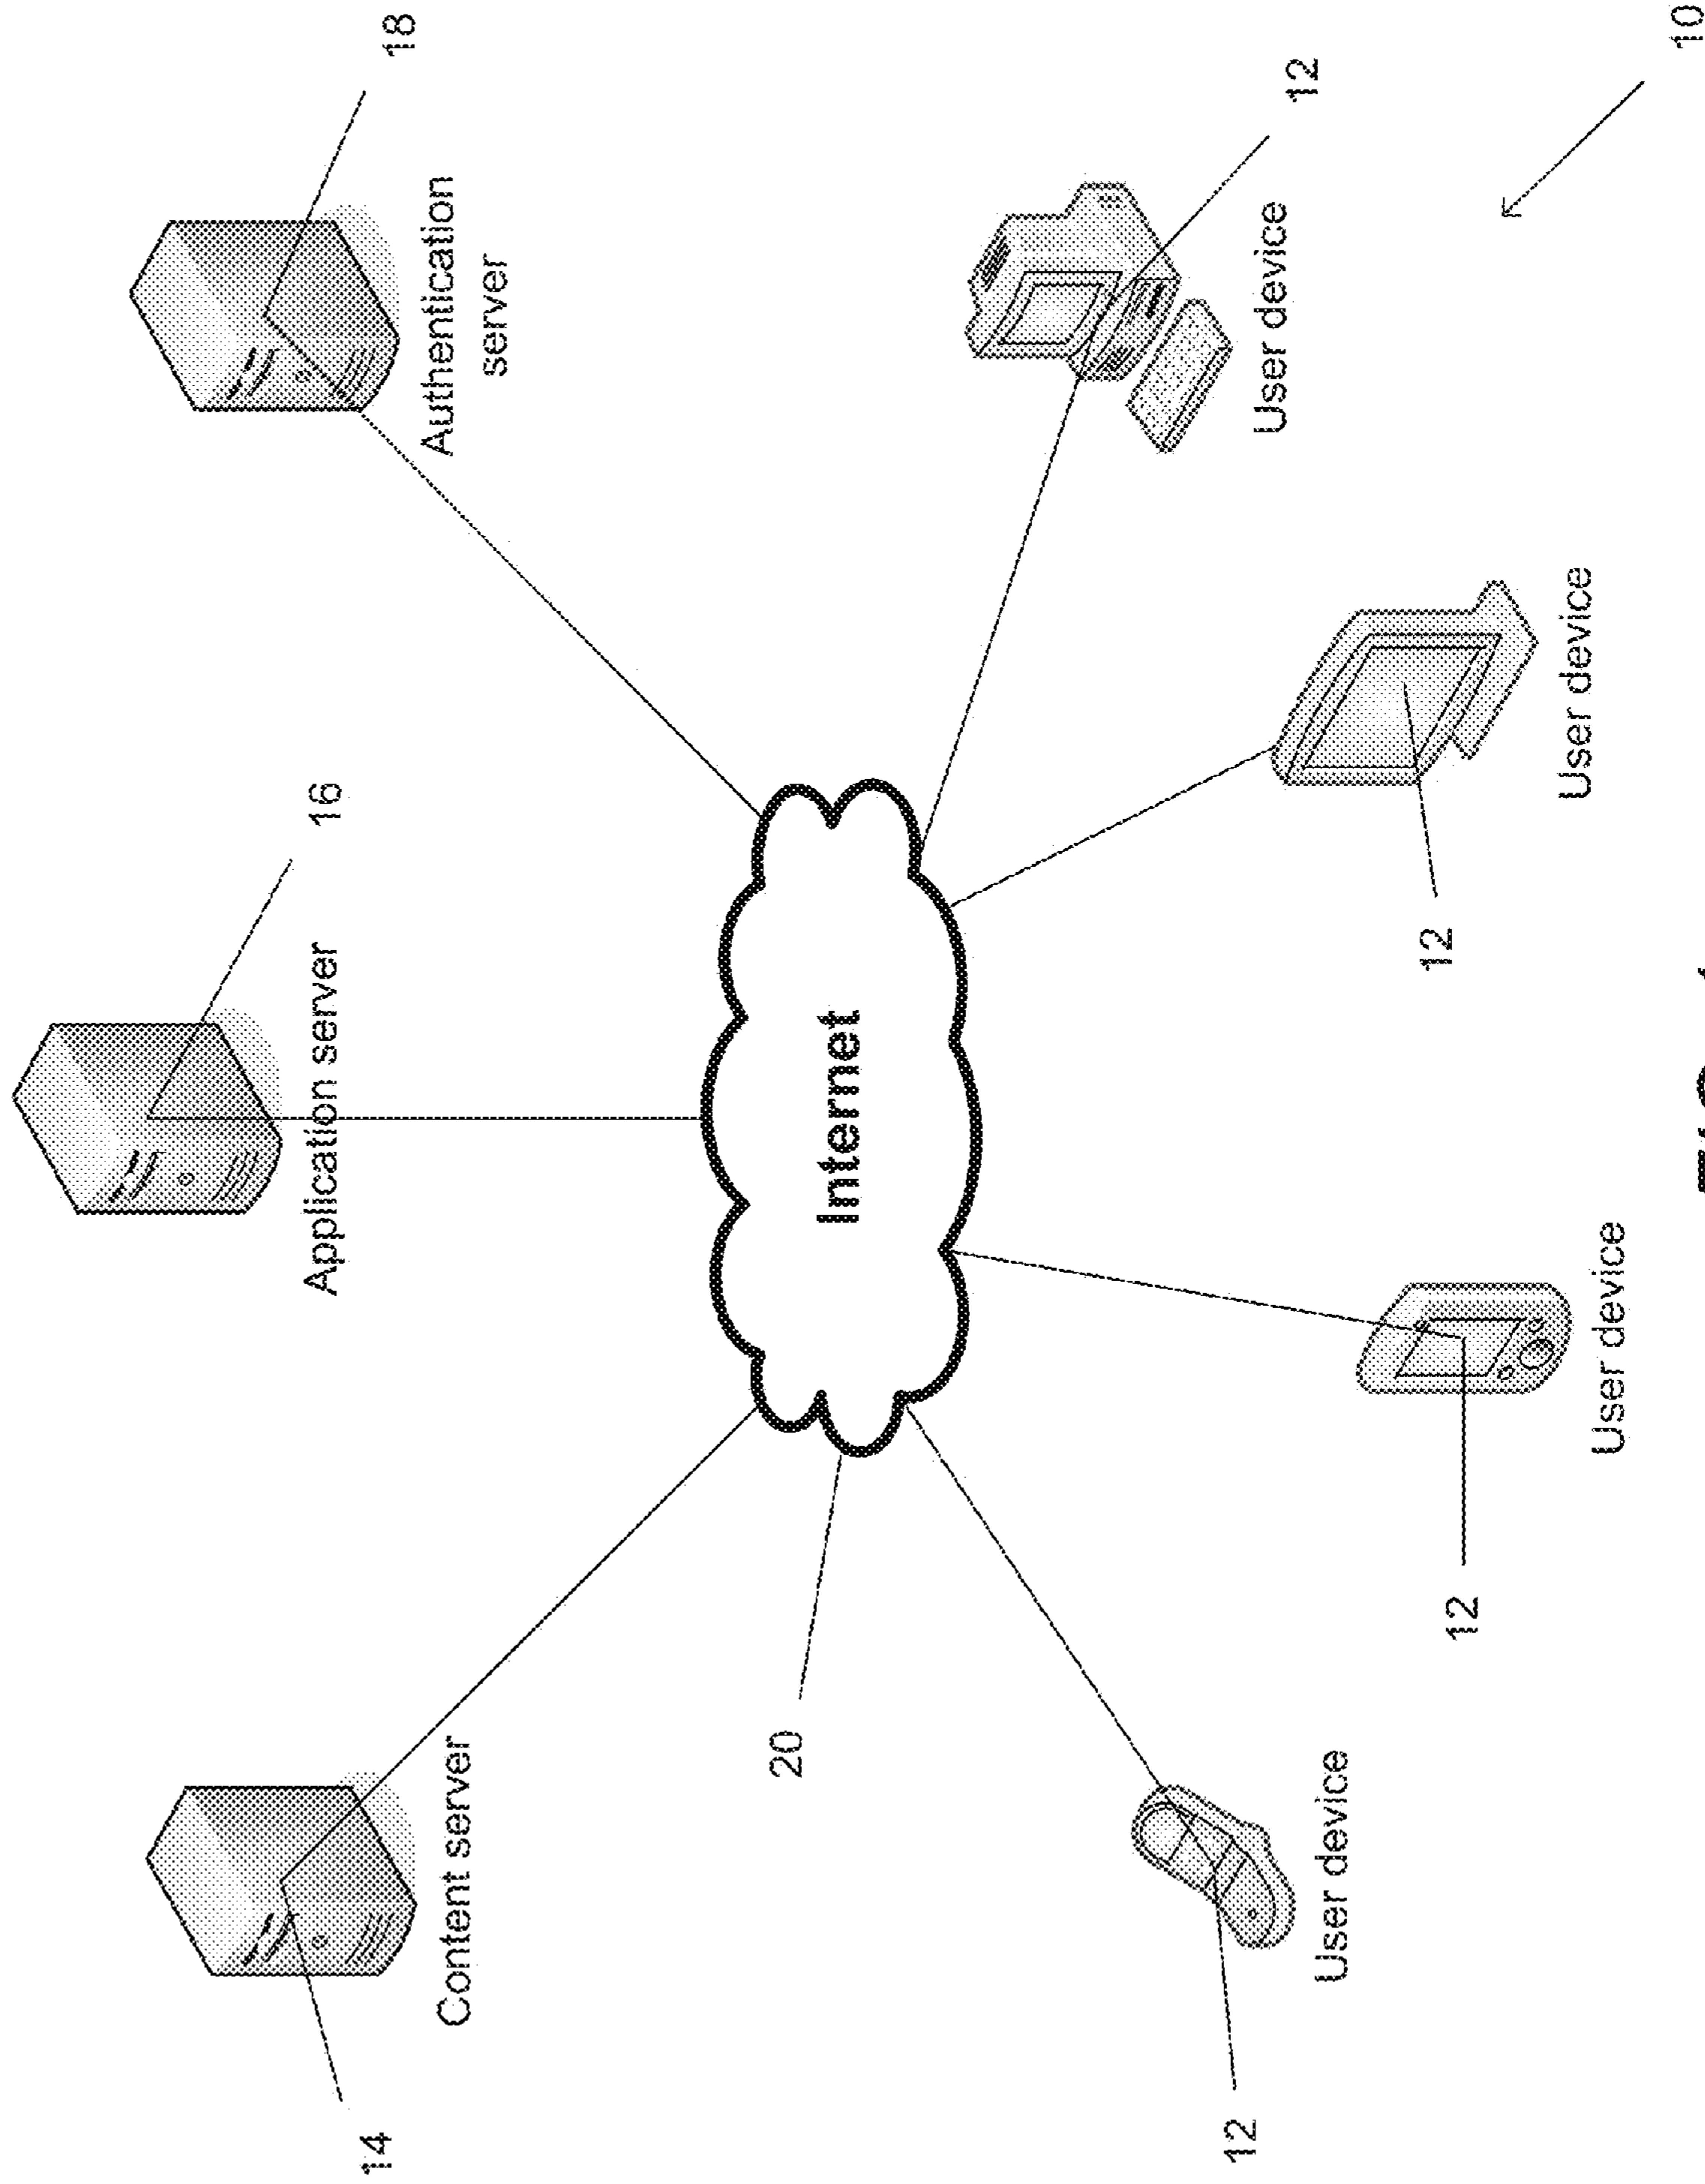 16
18
14
Application server
Authentication
server
Content server
20
Internet
12
12
User device
User device
12
12
User device
User device
10